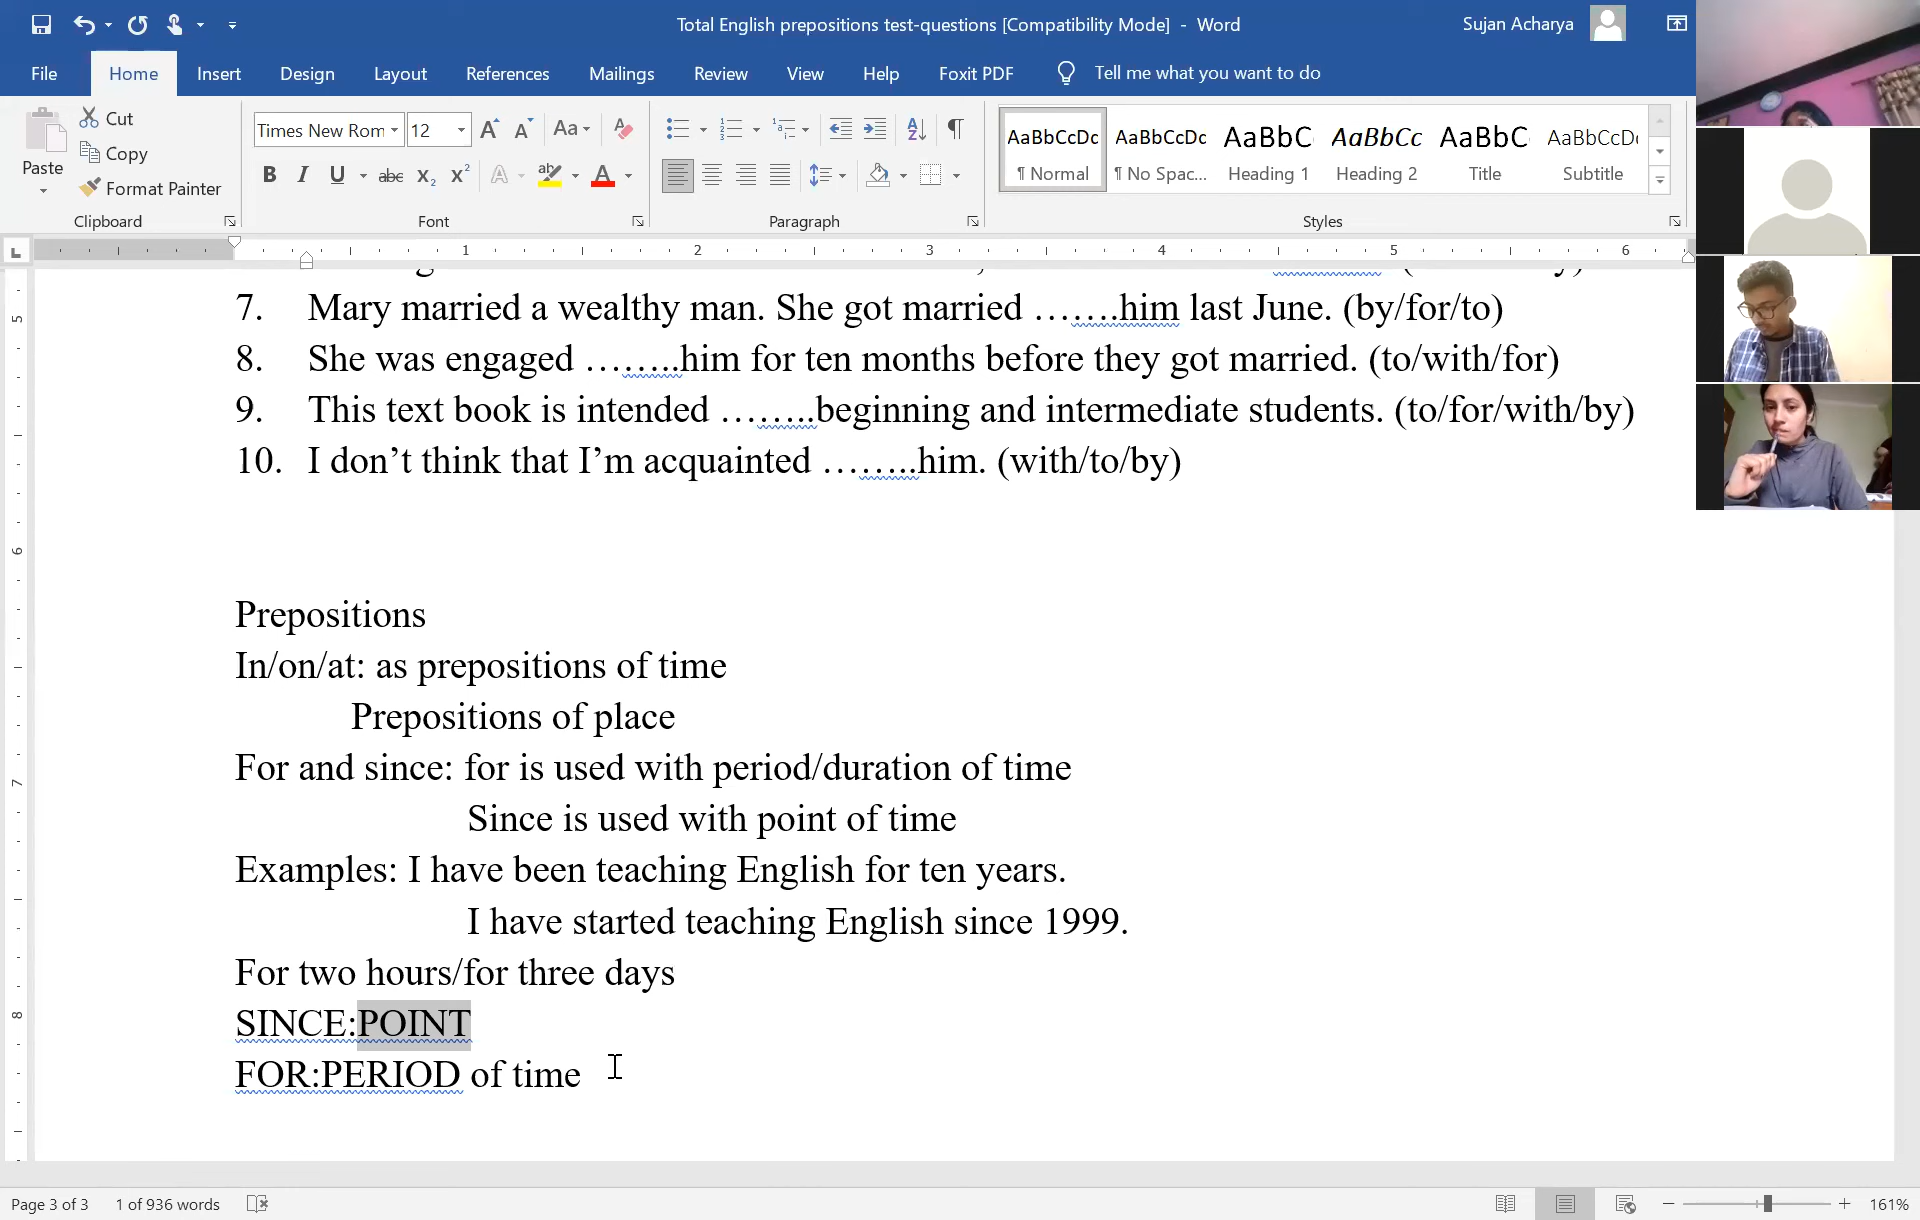 Total English prepositions test-questions [Compatibility Mode] - Word
Sujan Acharya
File Home Insert Design Layout References Mailings Review View Help Foxit PDF Tell me what you want to do
Paste
Cut
Copy
Format Painter
Clipboard
Times New Rom 12
Font
Paragraph
AaBbCcDc AaBbCcDc AaBbC AaBbCc AaBbC AaBbCcD
¶ Normal ¶ No Spac... Heading 1 Heading 2 Title Subtitle
Styles
1 2 3 4 5 6
7. Mary married a wealthy man. She got married …….him last June. (by/for/to)
8. She was engaged ……..him for ten months before they got married. (to/with/for)
9. This text book is intended ……..beginning and intermediate students. (to/for/with/by)
10. I don’t think that I’m acquainted ……..him. (with/to/by)
Prepositions
In/on/at: as prepositions of time
Prepositions of place
For and since: for is used with period/duration of time
Since is used with point of time
Examples: I have been teaching English for ten years.
I have started teaching English since 1999.
For two hours/for three days
SINCE:POINT
FOR:PERIOD of time
Page 3 of 3 1 of 936 words 161%